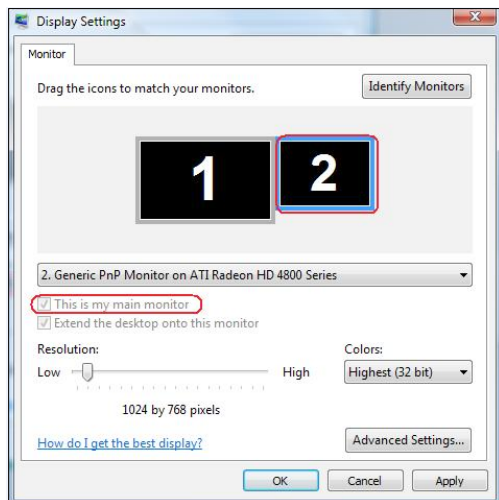 Display Settings
Monitor
Drag the icons to match your monitors.
Identify Monitors
1
2
2. Generic PnP Monitor on ATI Radeon HD 4800 Series
This is my main monitor
Extend the desktop onto this monitor
Resolution:
Colors:
Low
High
Highest (32 bit)
1024 by 768 pixels
How do I get the best display?
Advanced Settings...
OK
Cancel
Apply